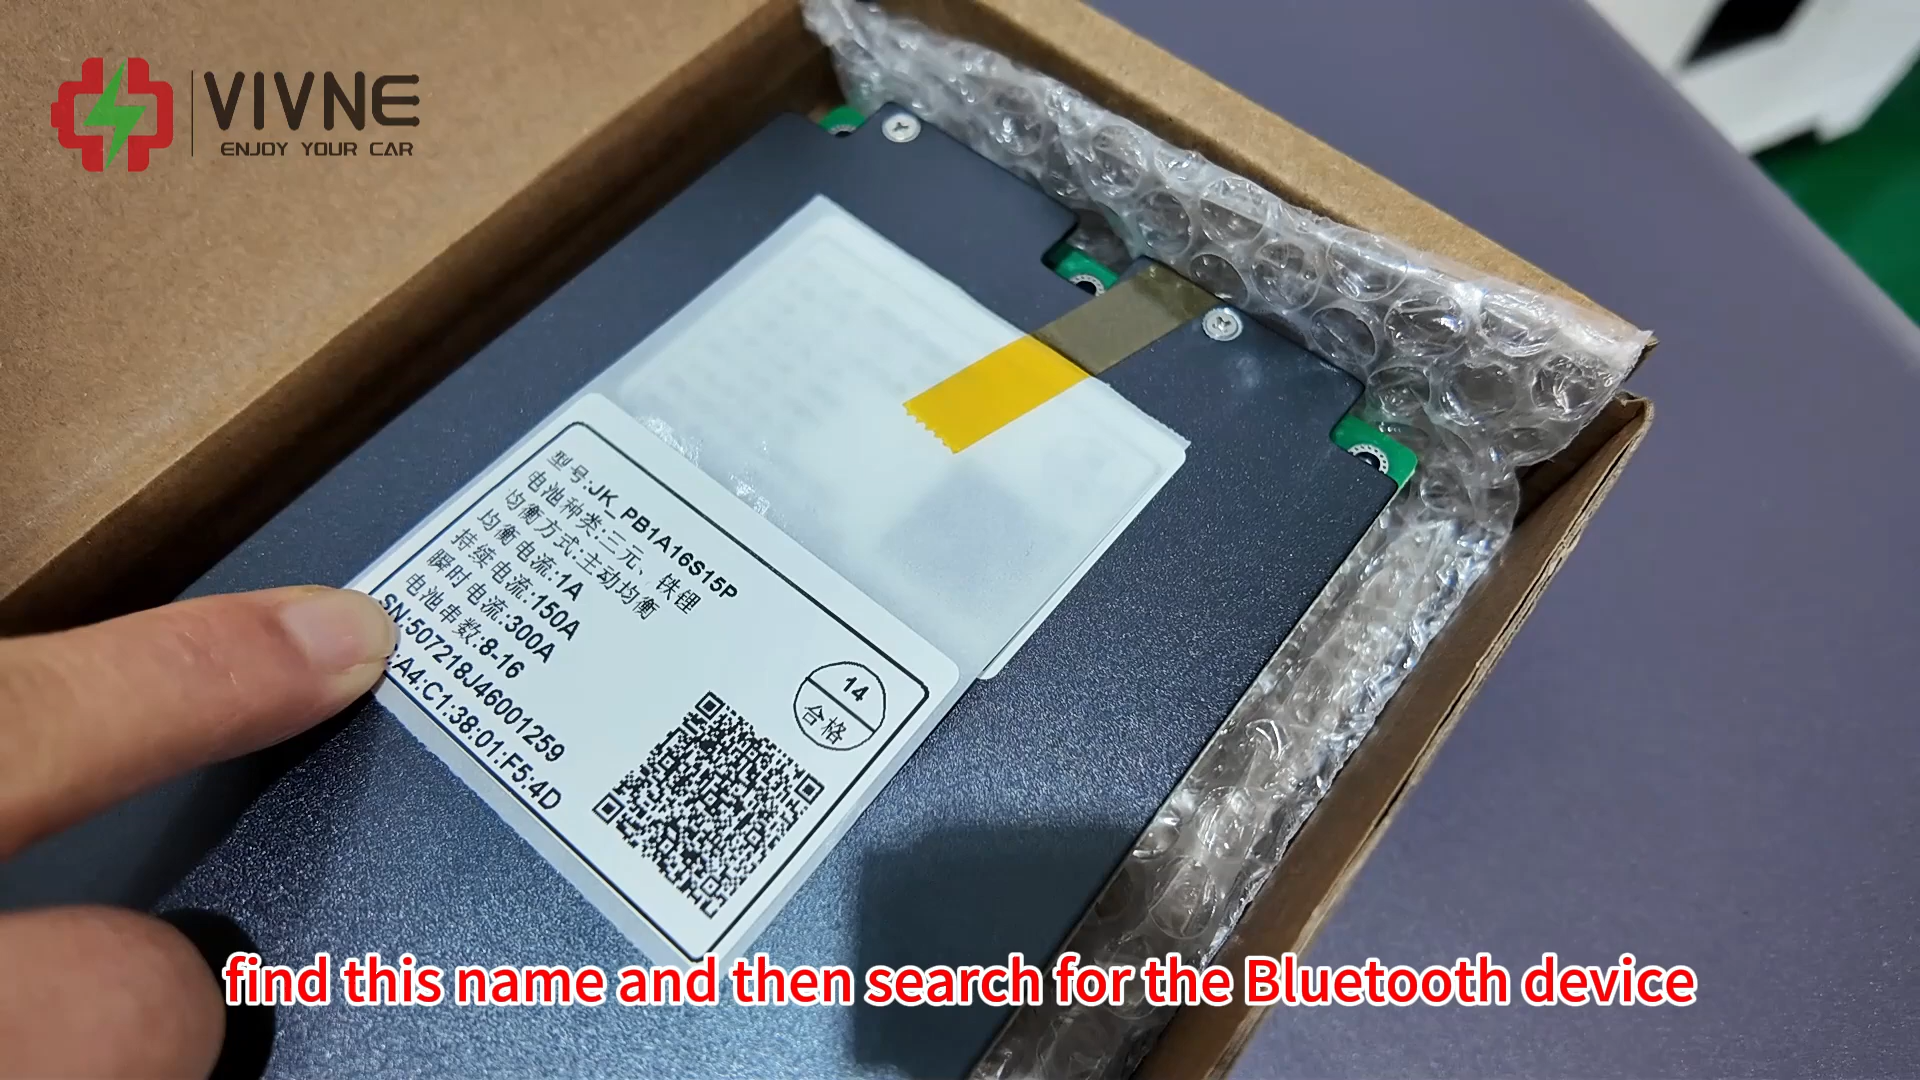 VIVNE
ENJOY YOUR CAR
型号:JK_PB1A16S15P
电池种类:三元、铁锂
均衡方式:主动均衡
均衡电流:1A
持续电流:150A
瞬时电流:300A
电池串数:8-16
SN:507218J46001259
:A4:C1:38:01:F5:4D
14
合格
find this name and then search for the Bluetooth device